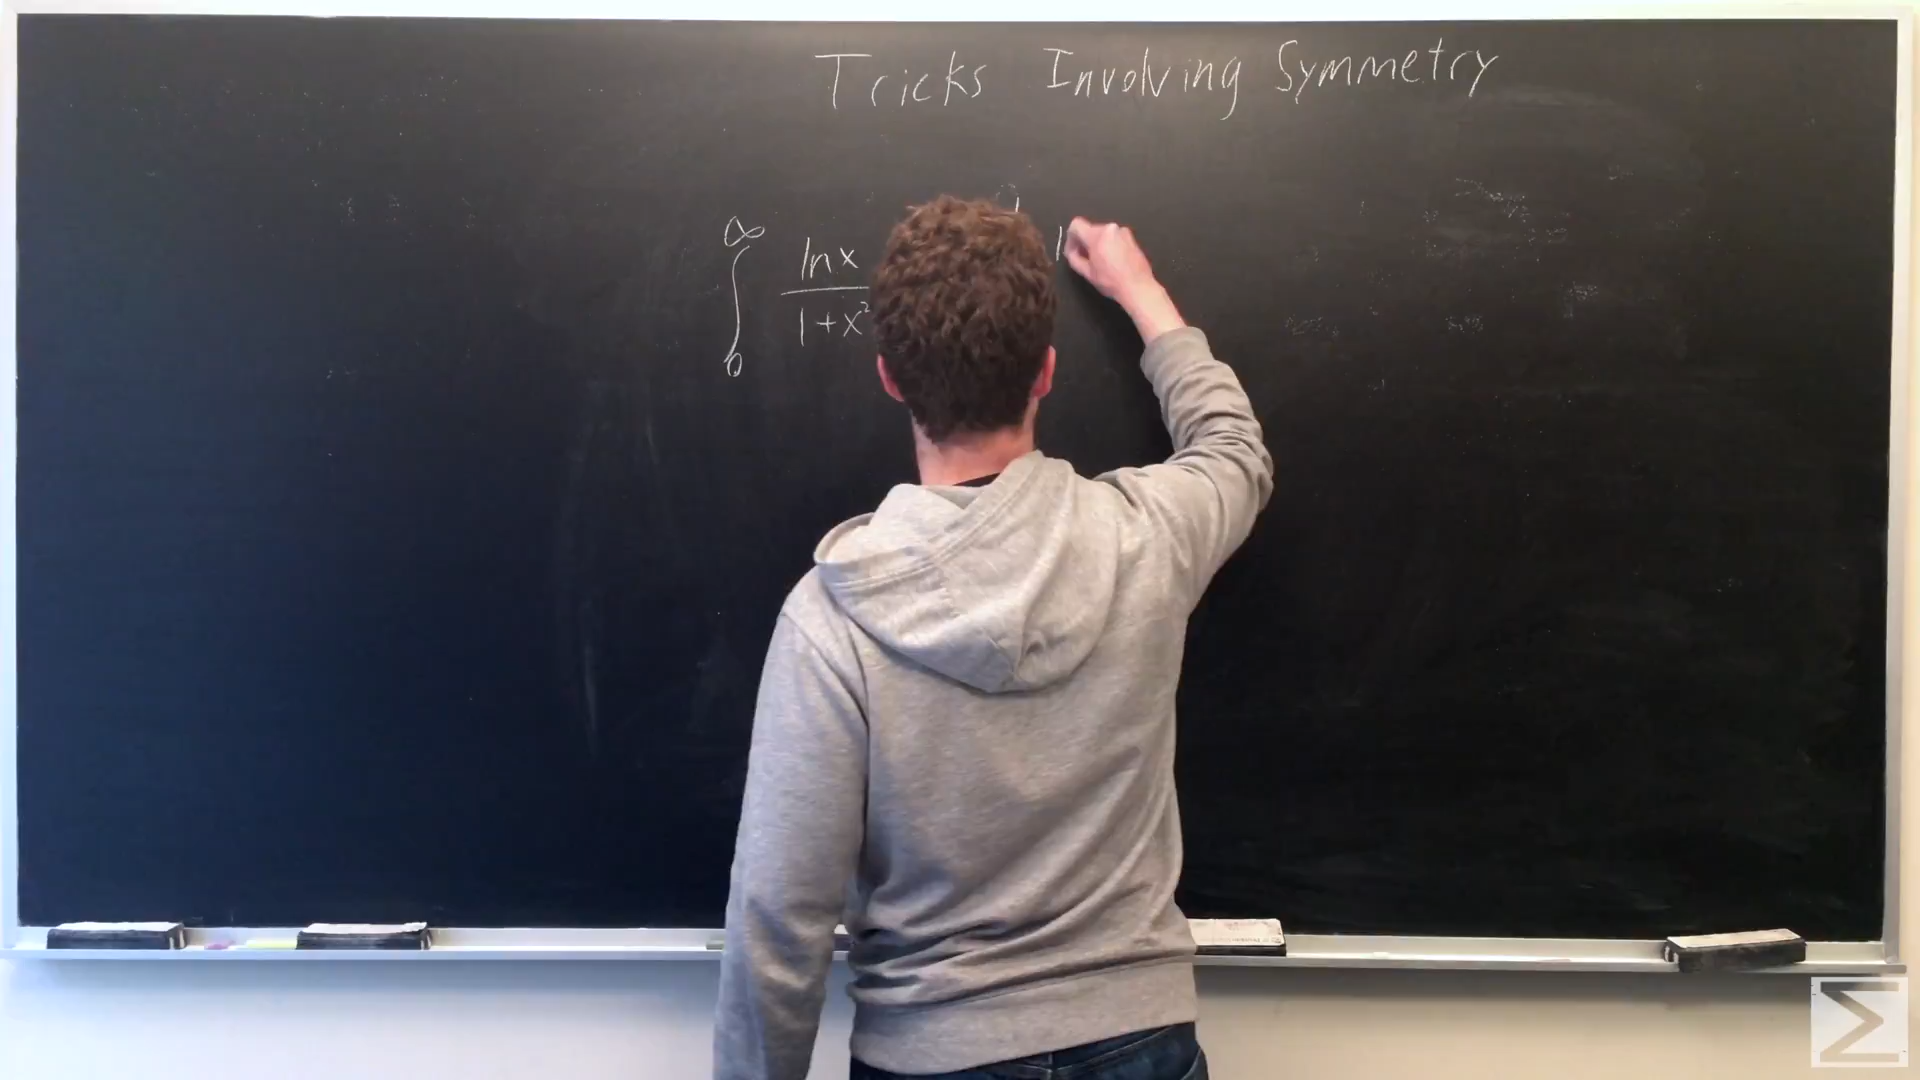 Tricks Involving Symmetry
∞
∫ ln x / 1+x²
0